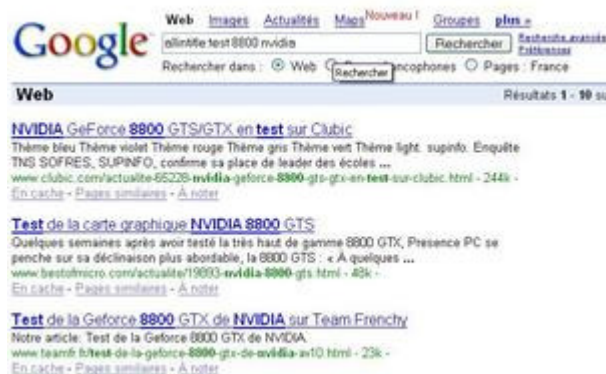 Google
Web Images Actualités Maps Nouveau ! Groupes plus »
allintitle:test 8800 nvidia Rechercher Recherche avancée
Préférences
Rechercher dans : Web francophones Pages : France
Rechercher
Web Résultats 1 - 10 su
NVIDIA GeForce 8800 GTS/GTX en test sur Clubic
Thème bleu Thème violet Thème rouge Thème gris Thème vert Thème light. supinfo. Enquête
TNS SOFRES, SUPINFO, confirme sa place de leader des écoles ...
www.clubic.com/actualite-65228-nvidia-geforce-8800-gts-gtx-en-test-sur-clubic.html - 244k -
En cache - Pages similaires - À noter
Test de la carte graphique NVIDIA 8800 GTS
Quelques semaines après avoir testé la très haut de gamme 8800 GTX, Presence PC se
penche sur sa déclinaison plus abordable, la 8800 GTS : « À quelques ...
www.bestofmicro.com/actualite/19893-nvidia-8800-gts.html - 48k -
En cache - Pages similaires - À noter
Test de la Geforce 8800 GTX de NVIDIA sur Team Frenchy
Notre article: Test de la Geforce 8800 GTX de NVIDIA.
www.teamfr.fr/test-de-la-geforce-8800-gtx-de-nvidia-av10.html - 23k -
En cache - Pages similaires - À noter